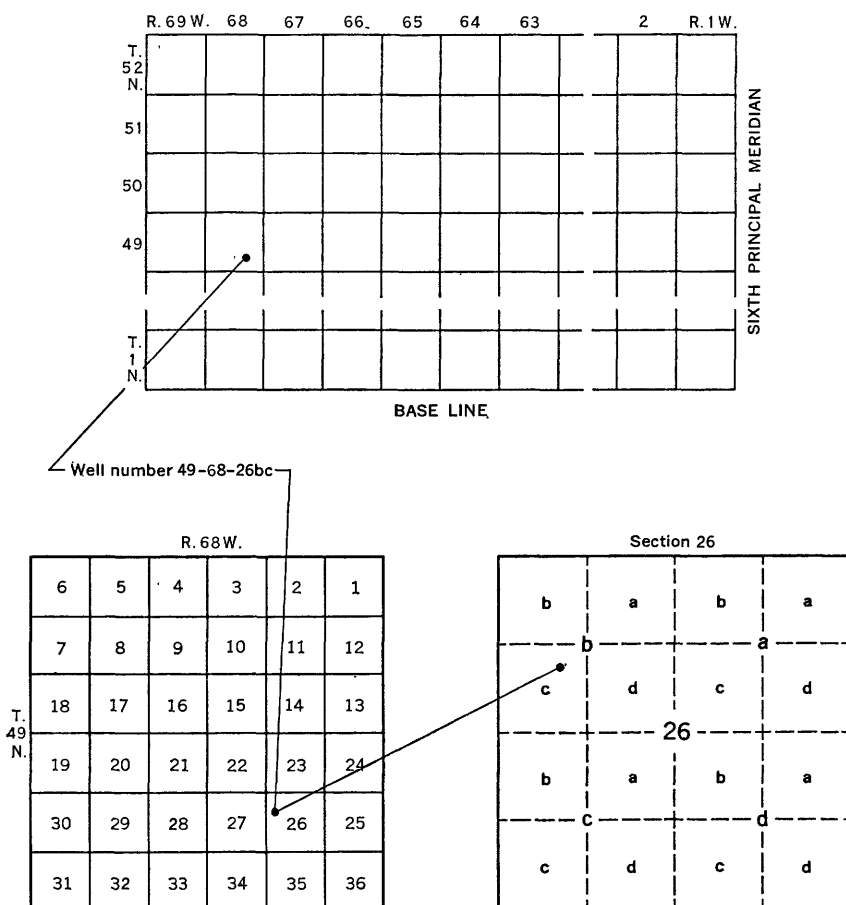 R. 69 W. 68 67 66 65 64 63 2 R. 1 W.
T.
52
N.
51
50
49
T.
1
N.
SIXTH PRINCIPAL MERIDIAN
BASE LINE
Well number 49-68-26bc
R. 68 W.
6 5 4 3 2 1
7 8 9 10 11 12
18 17 16 15 14 13
T.
49
N.
19 20 21 22 23 24
30 29 28 27 26 25
31 32 33 34 35 36
Section 26
b a b a
b a
c d c d
26
b a b a
c d
c d c d